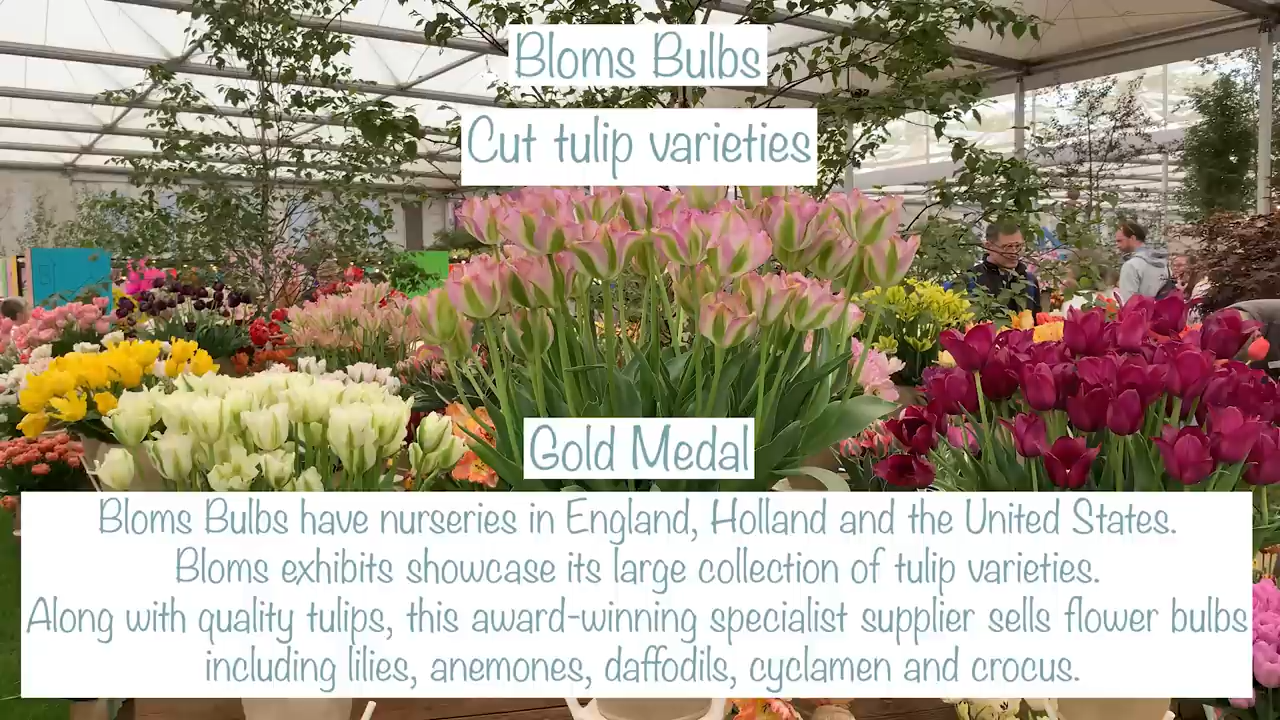 Bloms Bulbs
Cut tulip varieties
Gold Medal
Bloms Bulbs have nurseries in England, Holland and the United States.
Bloms exhibits showcase its large collection of tulip varieties.
Along with quality tulips, this award-winning specialist supplier sells flower bulbs
including lilies, anemones, daffodils, cyclamen and crocus.